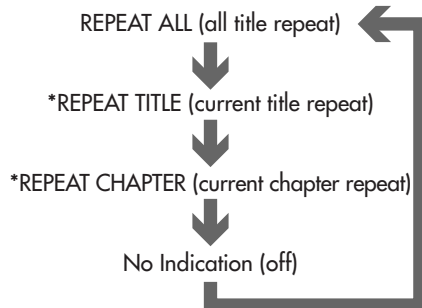 REPEAT ALL (all title repeat)
*REPEAT TITLE (current title repeat)
*REPEAT CHAPTER (current chapter repeat)
No Indication (off)